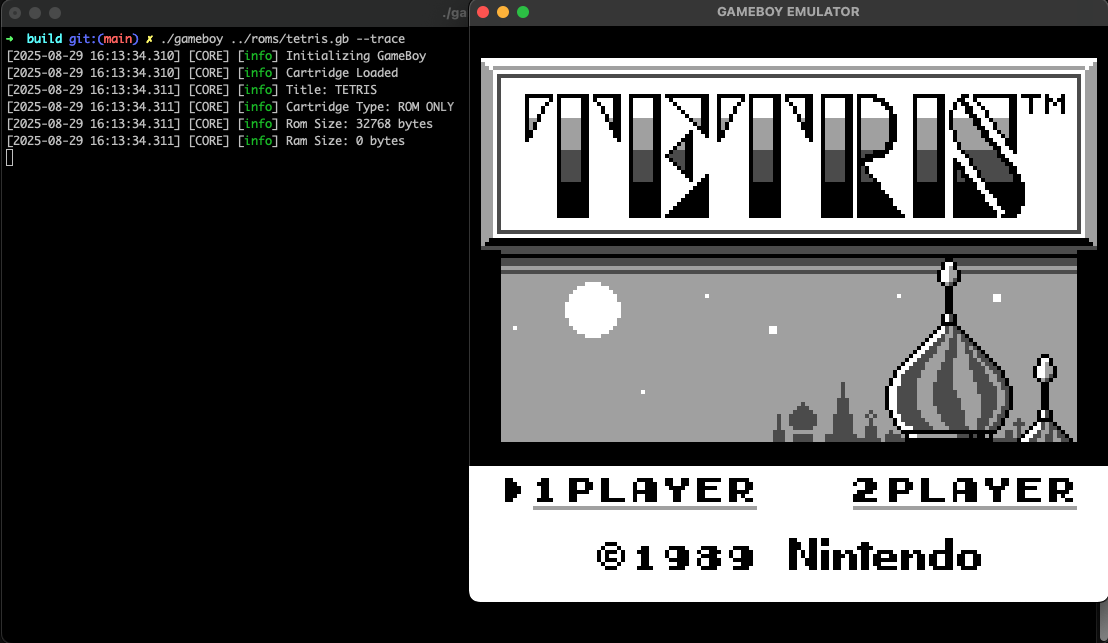 ./ga
➜ build git:(main) ✗ ./gameboy ../roms/tetris.gb --trace
[2025-08-29 16:13:34.310] [CORE] [info] Initializing GameBoy
[2025-08-29 16:13:34.311] [CORE] [info] Cartridge Loaded
[2025-08-29 16:13:34.311] [CORE] [info] Title: TETRIS
[2025-08-29 16:13:34.311] [CORE] [info] Cartridge Type: ROM ONLY
[2025-08-29 16:13:34.311] [CORE] [info] Rom Size: 32768 bytes
[2025-08-29 16:13:34.311] [CORE] [info] Ram Size: 0 bytes
GAMEBOY EMULATOR
TETRIS™
1PLAYER 2PLAYER
©1989 Nintendo